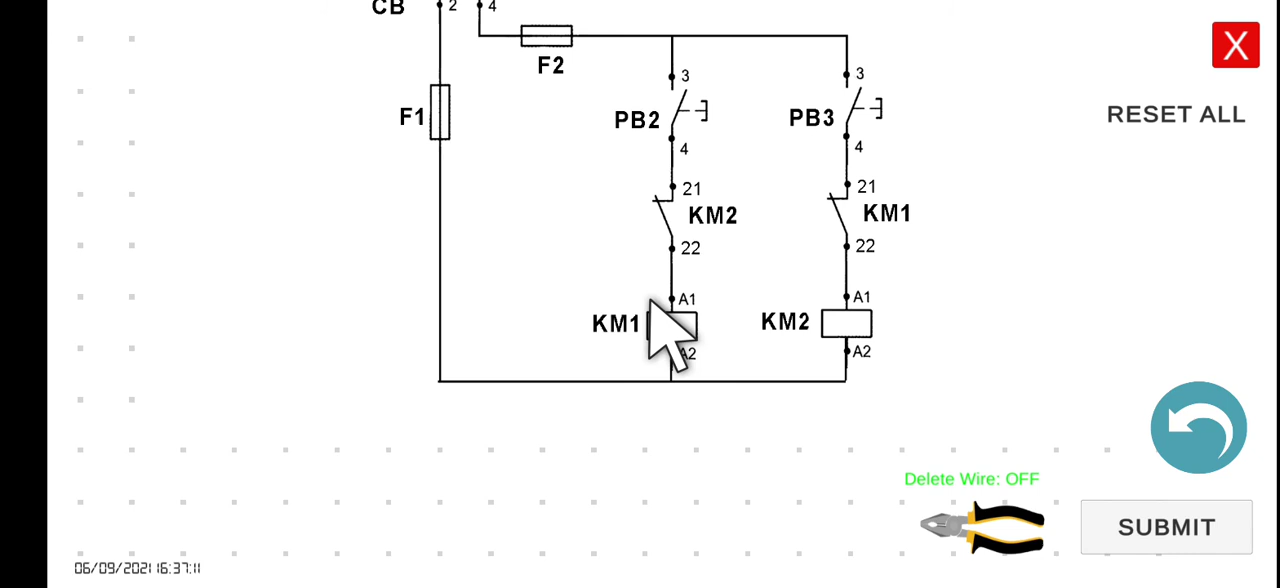 CB 2 4
X
F2
3 3
RESET ALL
F1 PB2 PB3
4 4
21 21
KM2 KM1
22 22
A1 A1
KM1 KM2
A2 A2
Delete Wire: OFF
SUBMIT
06/09/2021 16:37:11